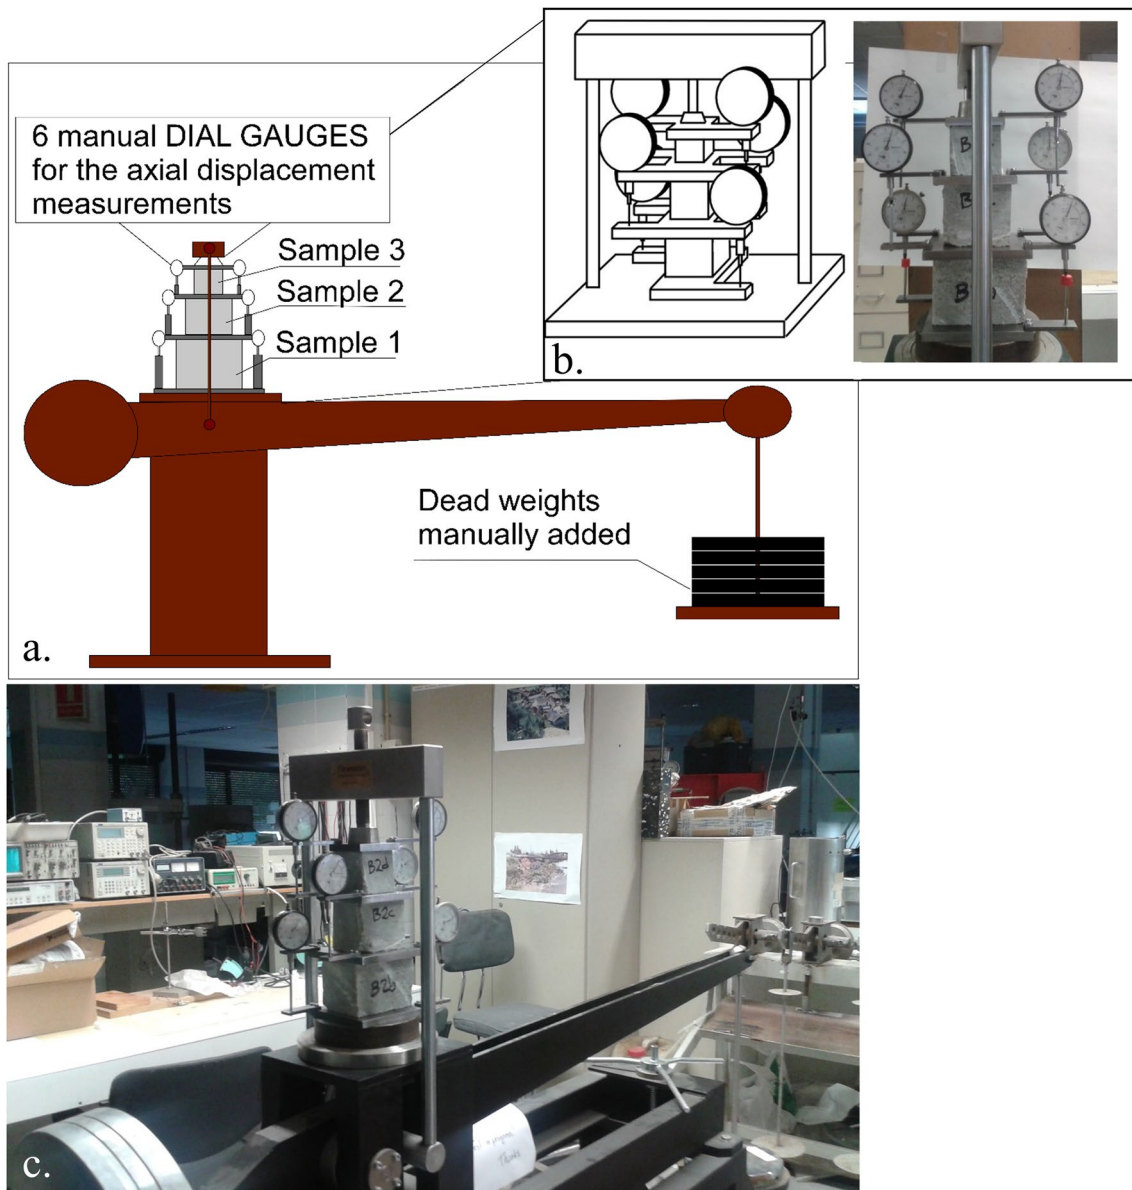 6 manual DIAL GAUGES
for the axial displacement
measurements
Sample 3
Sample 2
Sample 1
Dead weights
manually added
a.
b.
B2d
B2c
B2b
c.